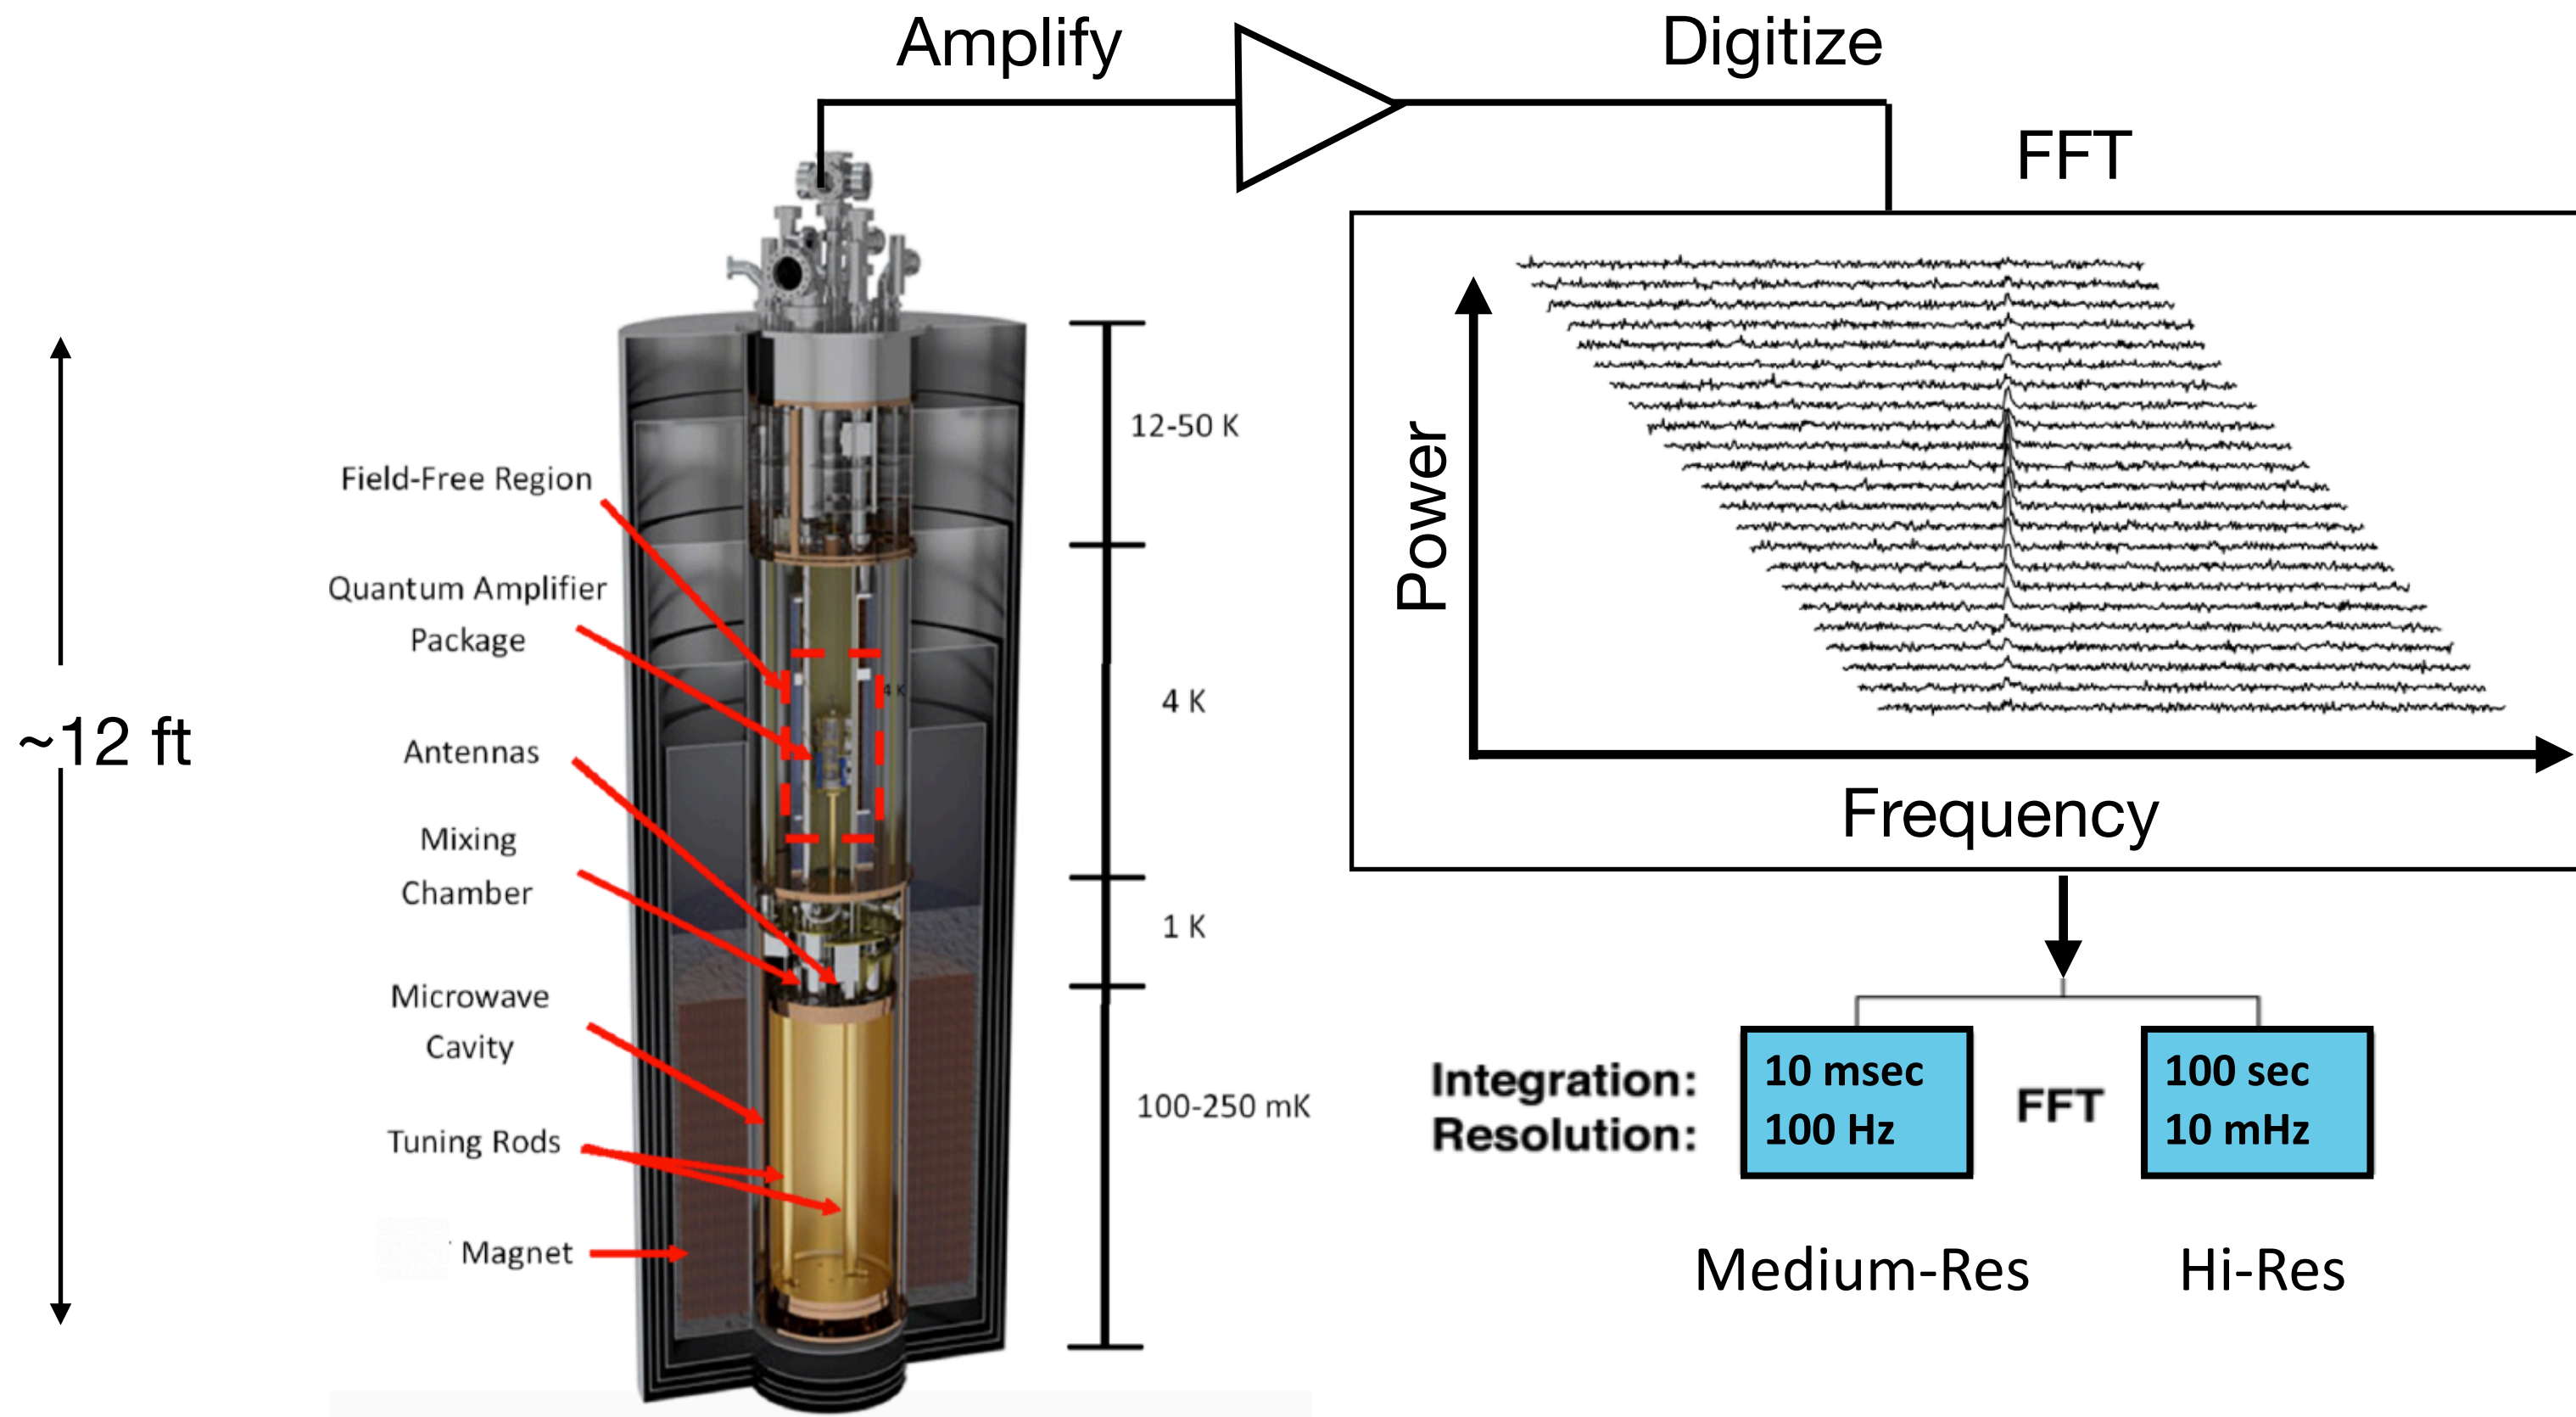 Amplify
Digitize
FFT
~12 ft
Field-Free Region
Quantum Amplifier
Package
Antennas
Mixing
Chamber
Microwave
Cavity
Tuning Rods
Magnet
4 K
12-50 K
4 K
1 K
100-250 mK
Power
Frequency
Integration:
Resolution:
10 msec
100 Hz
FFT
100 sec
10 mHz
Medium-Res
Hi-Res